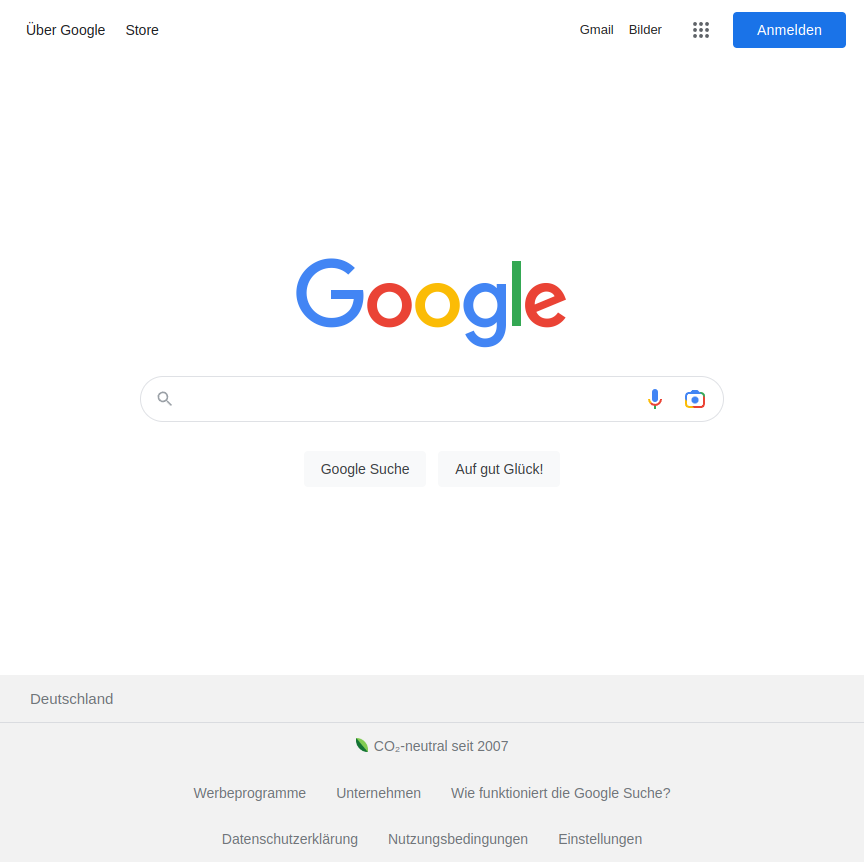 Über Google Store Gmail Bilder Anmelden
Google
Google Suche Auf gut Glück!
Deutschland
CO₂-neutral seit 2007
Werbeprogramme Unternehmen Wie funktioniert die Google Suche?
Datenschutzerklärung Nutzungsbedingungen Einstellungen